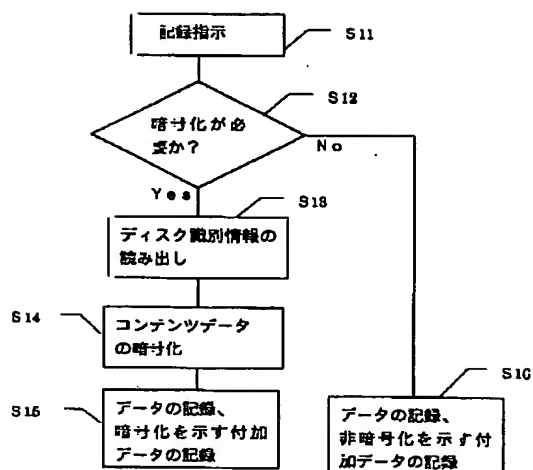 記録指示
S11
S12
暗号化が必
要か？
No
Yes
S13
ディスク識別情報の
読み出し
S14
コンテンツデータ
の暗号化
S15
データの記録、
暗号化を示す付加
データの記録
S16
データの記録、
非暗号化を示す付
加データの記録